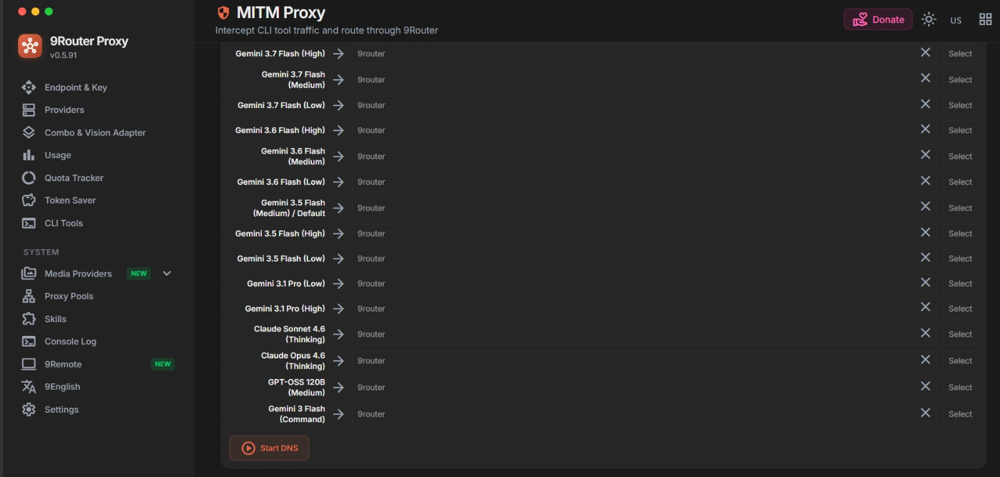 9Router Proxy
v0.5.91
Endpoint & Key
Providers
Combo & Vision Adapter
Usage
Quota Tracker
Token Saver
CLI Tools
SYSTEM
Media Providers NEW
Proxy Pools
Skills
Console Log
9Remote NEW
9English
Settings
MITM Proxy
Intercept CLI tool traffic and route through 9Router
Donate
US
Gemini 3.7 Flash (High) 9router Select
Gemini 3.7 Flash
(Medium) 9router Select
Gemini 3.7 Flash (Low) 9router Select
Gemini 3.6 Flash (High) 9router Select
Gemini 3.6 Flash
(Medium) 9router Select
Gemini 3.6 Flash (Low) 9router Select
Gemini 3.5 Flash
(Medium) / Default 9router Select
Gemini 3.5 Flash (High) 9router Select
Gemini 3.5 Flash (Low) 9router Select
Gemini 3.1 Pro (Low) 9router Select
Gemini 3.1 Pro (High) 9router Select
Claude Sonnet 4.6
(Thinking) 9router Select
Claude Opus 4.6
(Thinking) 9router Select
GPT-OSS 120B
(Medium) 9router Select
Gemini 3 Flash
(Command) 9router Select
Start DNS